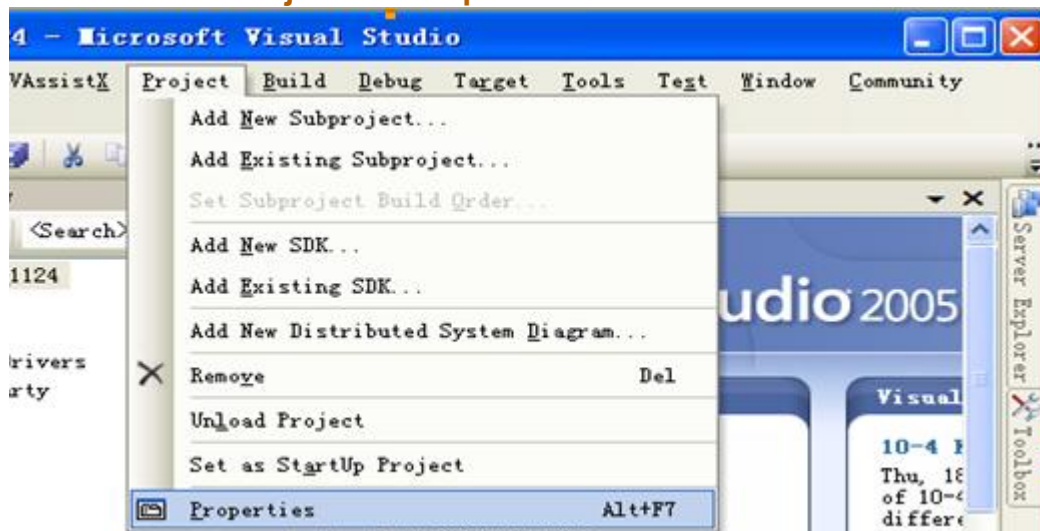 4 - Microsoft Visual Studio
VAssistX Project Build Debug Target Tools Test Window Community
Add New Subproject...
Add Existing Subproject...
Set Subproject Build Order...
<Search>
Add New SDK...
1124
Add Existing SDK...
udio 2005
Add New Distributed System Diagram...
rivers
Remove Del
rty
Visual
Unload Project
Set as StartUp Project
10-4
Thu, 18
of 10-4
Properties Alt+F7
differe
Server Explorer
Toolbox